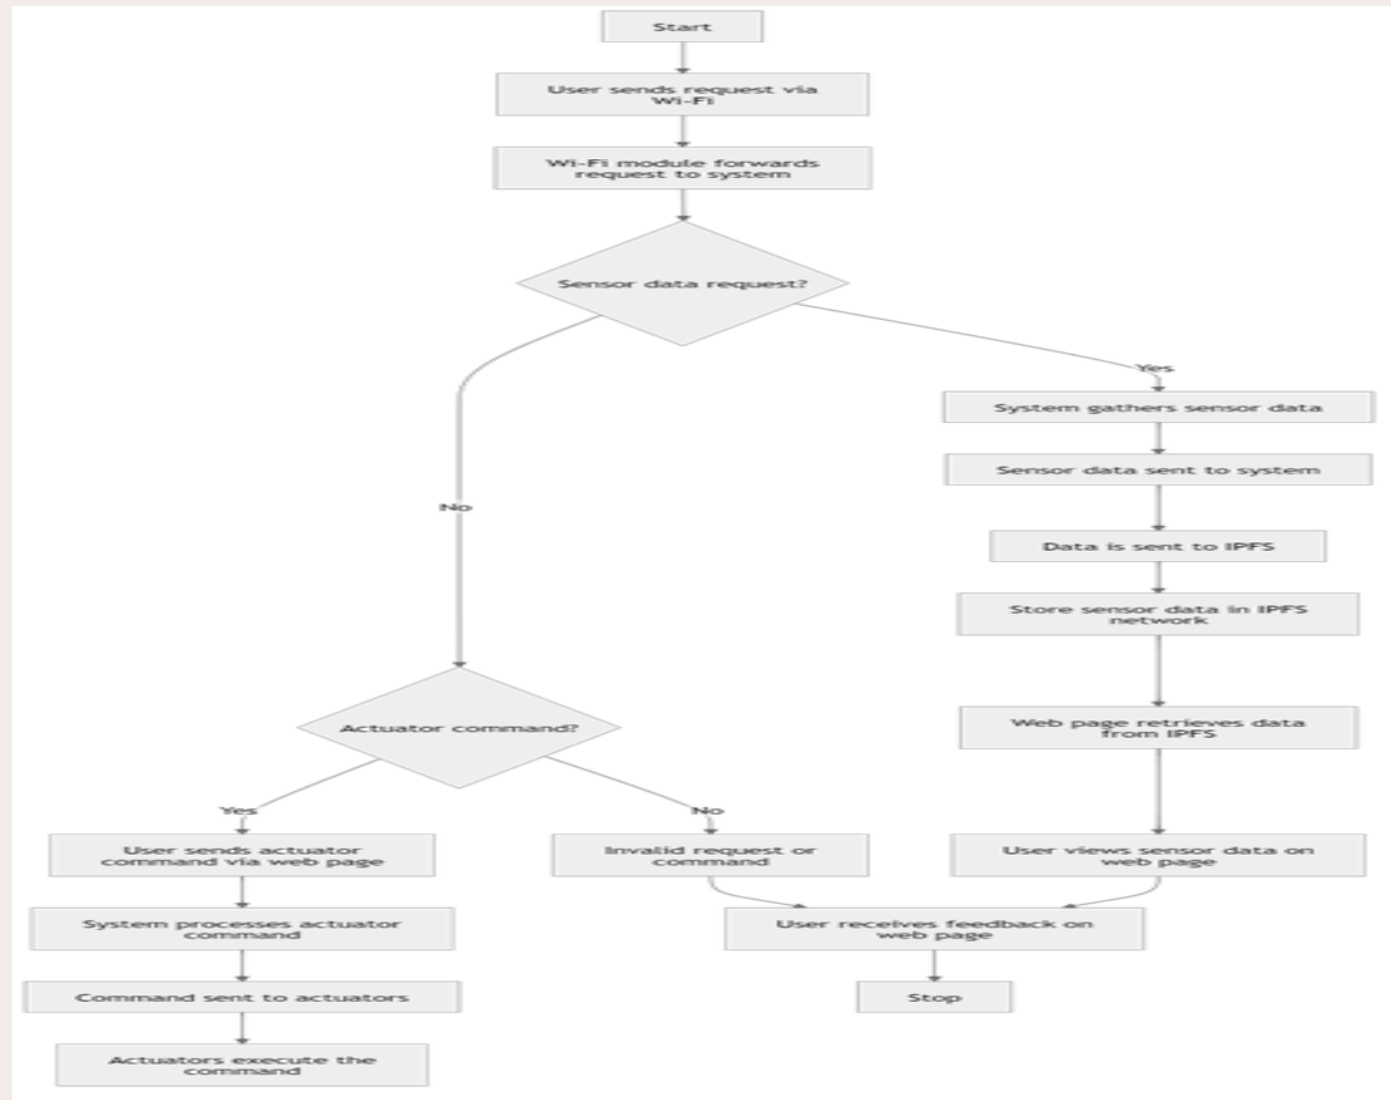 Start
User sends request via
Wi-Fi
Wi-Fi module forwards
request to system
Sensor data request?
Yes
System gathers sensor data
Sensor data sent to system
No
Data is sent to IPFS
Store sensor data in IPFS
network
Actuator command?
Web page retrieves data
from IPFS
Yes
No
User sends actuator
command via web page
Invalid request or
command
User views sensor data on
web page
System processes actuator
command
User receives feedback on
web page
Command sent to actuators
Stop
Actuators execute the
command